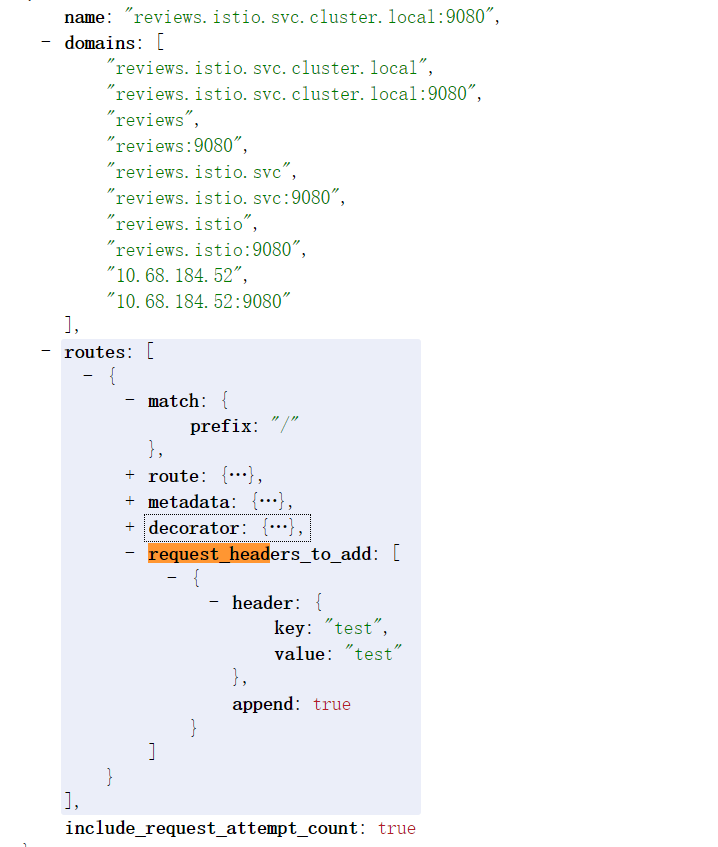 name: "reviews.istio.svc.cluster.local:9080",
- domains: [
"reviews.istio.svc.cluster.local",
"reviews.istio.svc.cluster.local:9080",
"reviews",
"reviews:9080",
"reviews.istio.svc",
"reviews.istio.svc:9080",
"reviews.istio",
"reviews.istio:9080",
"10.68.184.52",
"10.68.184.52:9080"
],
- routes: [
- {
- match: {
prefix: "/"
},
+ route: {…},
+ metadata: {…},
+ decorator: {…},
- request_headers_to_add: [
- {
- header: {
key: "test",
value: "test"
},
append: true
}
]
}
],
include_request_attempt_count: true